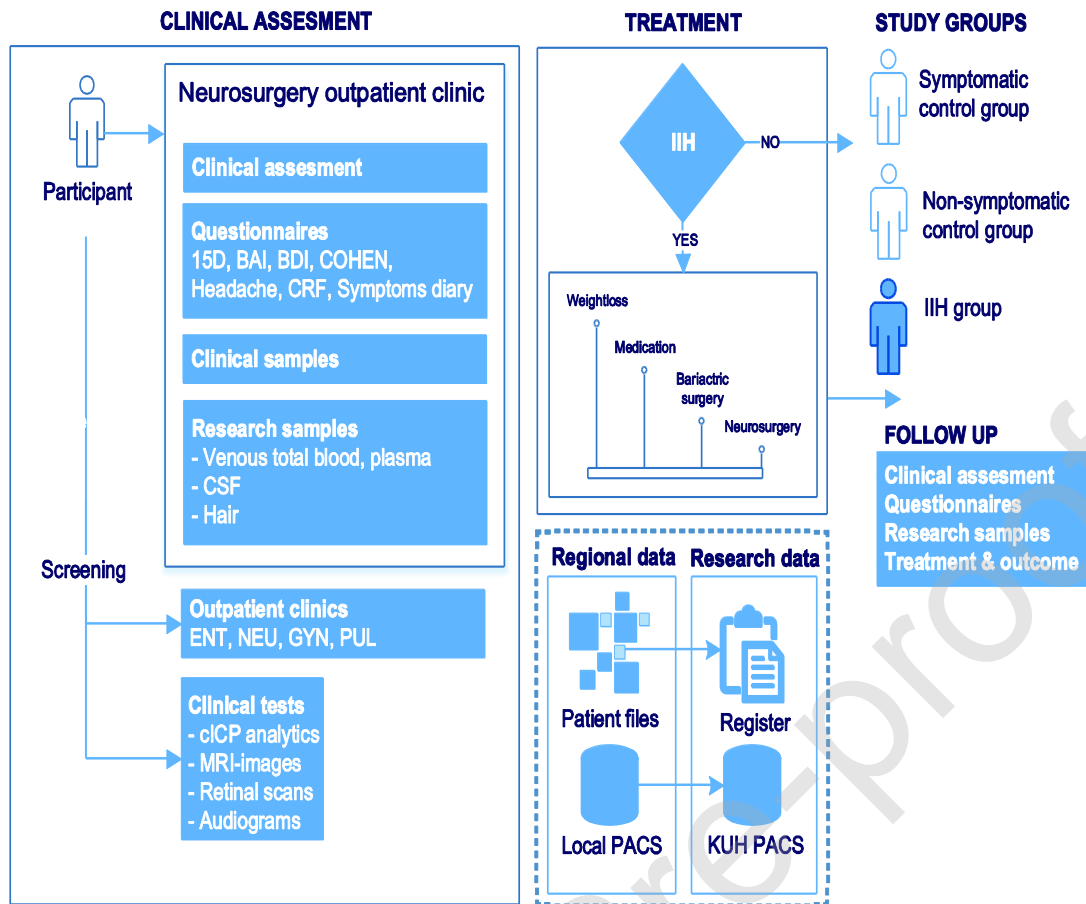 CLINICAL ASSESMENT
Participant
Neurosurgery outpatient clinic
Clinical assesment
Questionnaires
15D, BAI, BDI, COHEN,
Headache, CRF, Symptoms diary
Clinical samples
Research samples
- Venous total blood, plasma
- CSF
- Hair
Screening
Outpatient clinics
ENT, NEU, GYN, PUL
Clinical tests
- cICP analytics
- MRI-images
- Retinal scans
- Audiograms
TREATMENT
IIH
NO
YES
Weightloss
Medication
Bariactric
surgery
Neurosurgery
Regional data
Research data
Patient files
Register
Local PACS
KUH PACS
STUDY GROUPS
Symptomatic
control group
Non-symptomatic
control group
IIH group
FOLLOW UP
Clinical assesment
Questionnaires
Research samples
Treatment & outcome
re-proof